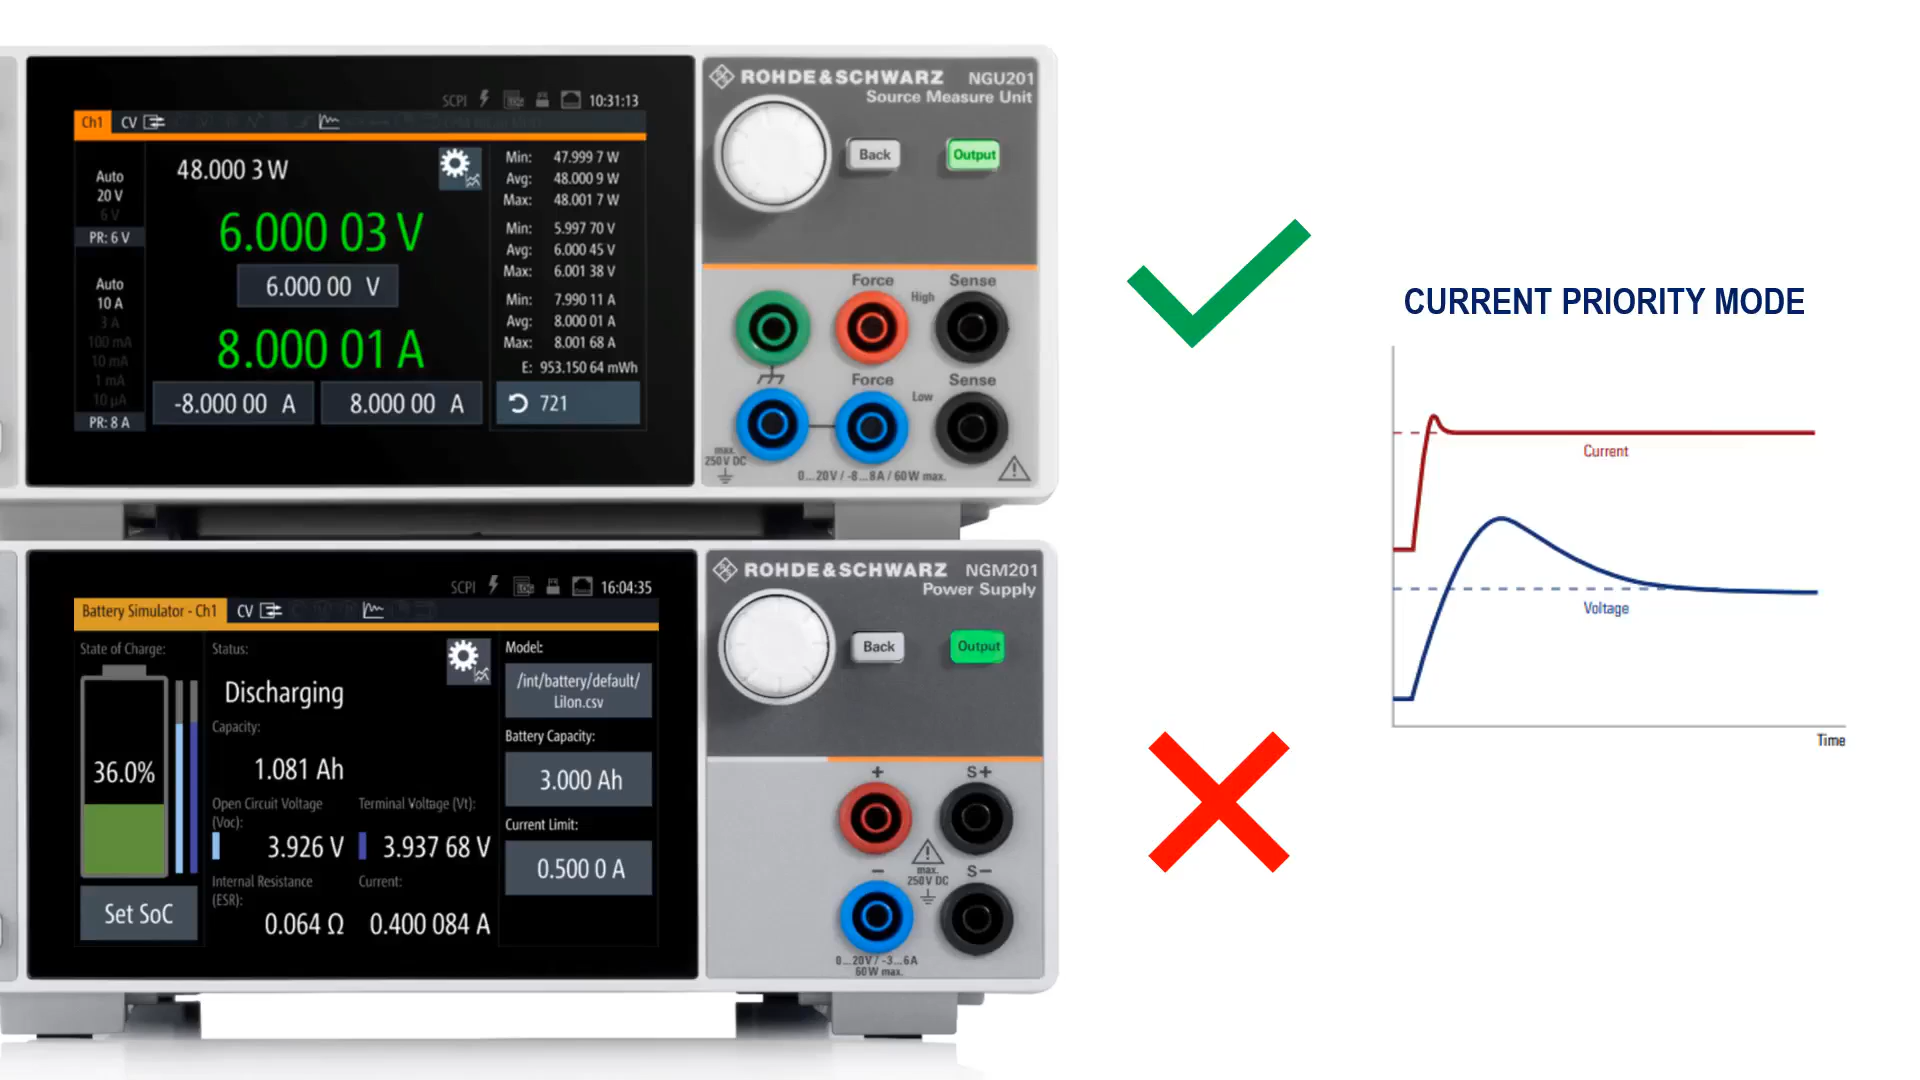 SCPI 10:31:13
Ch1 CV
48.000 3 W
Auto
20 V
6 V
PR: 6 V
6.000 03 V
6.000 00 V
Auto
10 A
3 A
100 mA
10 mA
1 mA
10 µA
PR: 8 A
8.000 01 A
-8.000 00 A
8.000 00 A
Min: 47.999 7 W
Avg: 48.000 9 W
Max: 48.001 7 W
Min: 5.997 70 V
Avg: 6.000 45 V
Max: 6.001 38 V
Min: 7.990 11 A
Avg: 8.000 01 A
Max: 8.001 68 A
E: 953.150 64 mWh
721
ROHDE&SCHWARZ NGU201
Source Measure Unit
Back
Output
Force
High
Sense
Force
Low
Sense
max.
250V DC
0...20V / -8...8A / 60W max.
SCPI 16:04:35
Battery Simulator - Ch1 CV
State of Charge:
36.0%
Set SoC
Status:
Discharging
Capacity:
1.081 Ah
Open Circuit Voltage
(Voc):
3.926 V
Terminal Voltage (Vt):
3.937 68 V
Internal Resistance
(ESR):
0.064 Ω
Current:
0.400 084 A
Model:
/int/battery/default/
LiIon.csv
Battery Capacity:
3.000 Ah
Current Limit:
0.500 0 A
ROHDE&SCHWARZ NGM201
Power Supply
Back
Output
+
S+
max.
250V DC
−
S−
0...20V / -3...6A
60W max.
CURRENT PRIORITY MODE
Current
Voltage
Time